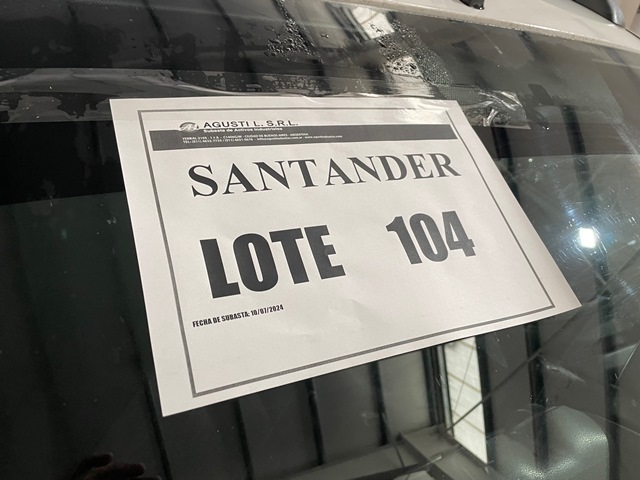 AGUSTI L. S.R.L.
Subasta de Activos Industriales
SANTANDER
LOTE 104
FECHA DE SUBASTA: 10/07/2024